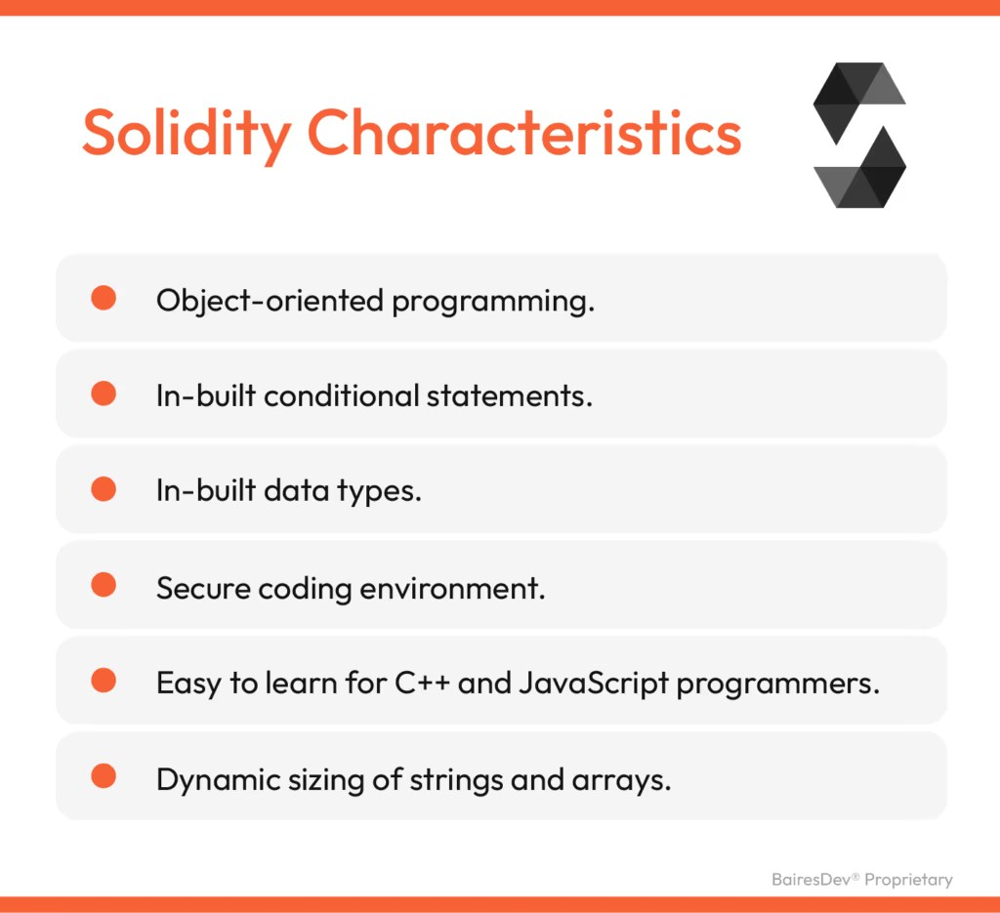 Solidity Characteristics
Object-oriented programming.
In-built conditional statements.
In-built data types.
Secure coding environment.
Easy to learn for C++ and JavaScript programmers.
Dynamic sizing of strings and arrays.
BairesDev® Proprietary